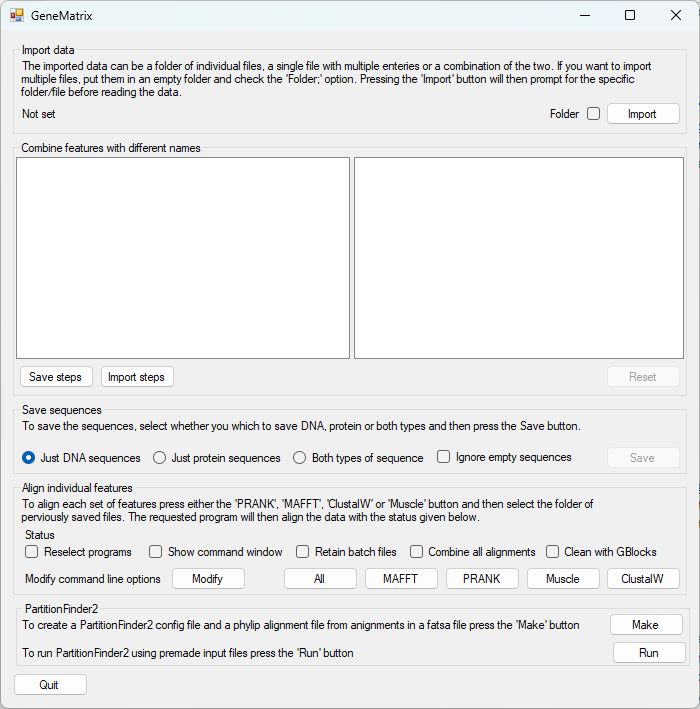 GeneMatrix
Import data
The imported data can be a folder of individual files, a single file with multiple enteries or a combination of the two. If you want to import
multiple files, put them in an empty folder and check the 'Folder;' option. Pressing the 'Import' button will then prompt for the specific
folder/file before reading the data.
Not set Folder Import
Combine features with different names
Save steps Import steps Reset
Save sequences
To save the sequences, select whether you which to save DNA, protein or both types and then press the Save button.
Just DNA sequences Just protein sequences Both types of sequence Ignore empty sequences Save
Align individual features
To align each set of features press either the 'PRANK', 'MAFFT', 'ClustalW' or 'Muscle' button and then select the folder of
perviously saved files. The requested program will then align the data with the status given below.
Status
Reselect programs Show command window Retain batch files Combine all alignments Clean with GBlocks
Modify command line options Modify All MAFFT PRANK Muscle ClustalW
PartitionFinder2
To create a PartitionFinder2 config file and a phylip alignment file from anignments in a fatsa file press the 'Make' button Make
To run PartitionFinder2 using premade input files press the 'Run' button Run
Quit